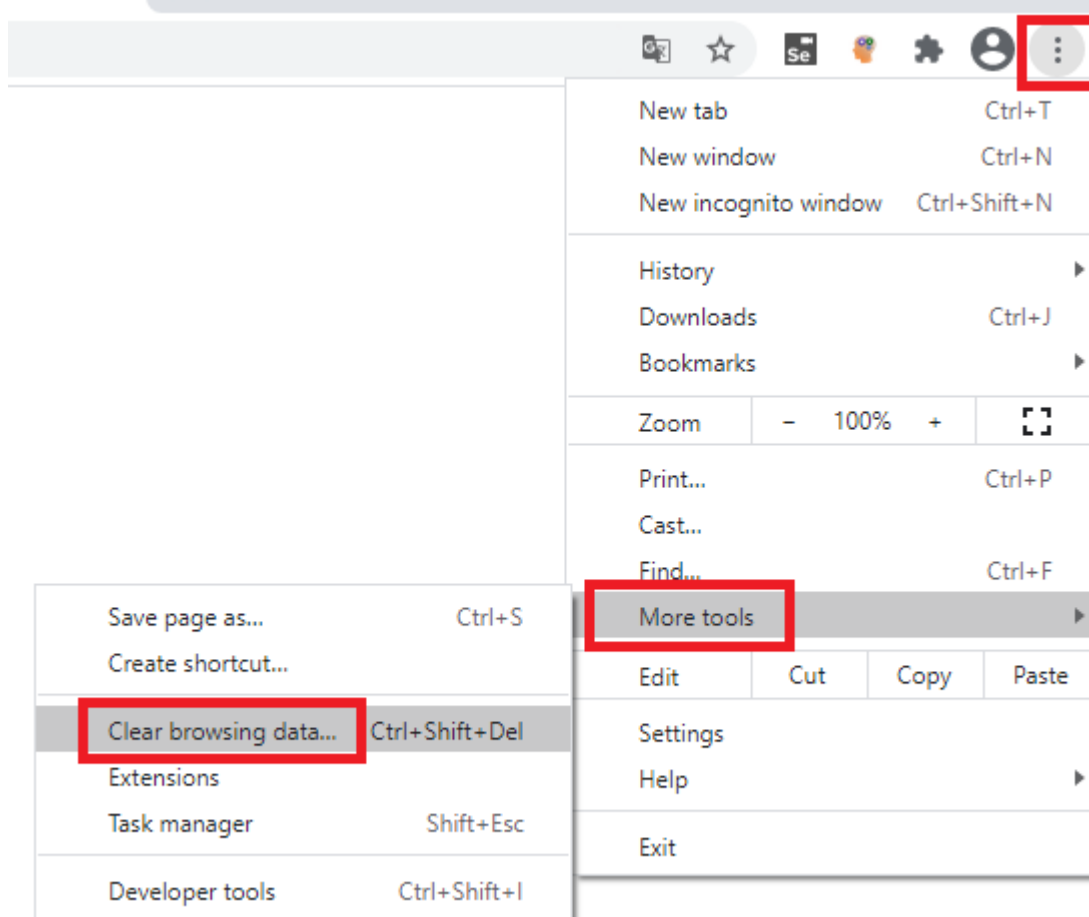 Se
New tab Ctrl+T
New window Ctrl+N
New incognito window Ctrl+Shift+N
History
Downloads Ctrl+J
Bookmarks
Zoom - 100% +
Print... Ctrl+P
Cast...
Find... Ctrl+F
More tools
Edit Cut Copy Paste
Settings
Help
Exit
Save page as... Ctrl+S
Create shortcut...
Clear browsing data... Ctrl+Shift+Del
Extensions
Task manager Shift+Esc
Developer tools Ctrl+Shift+I